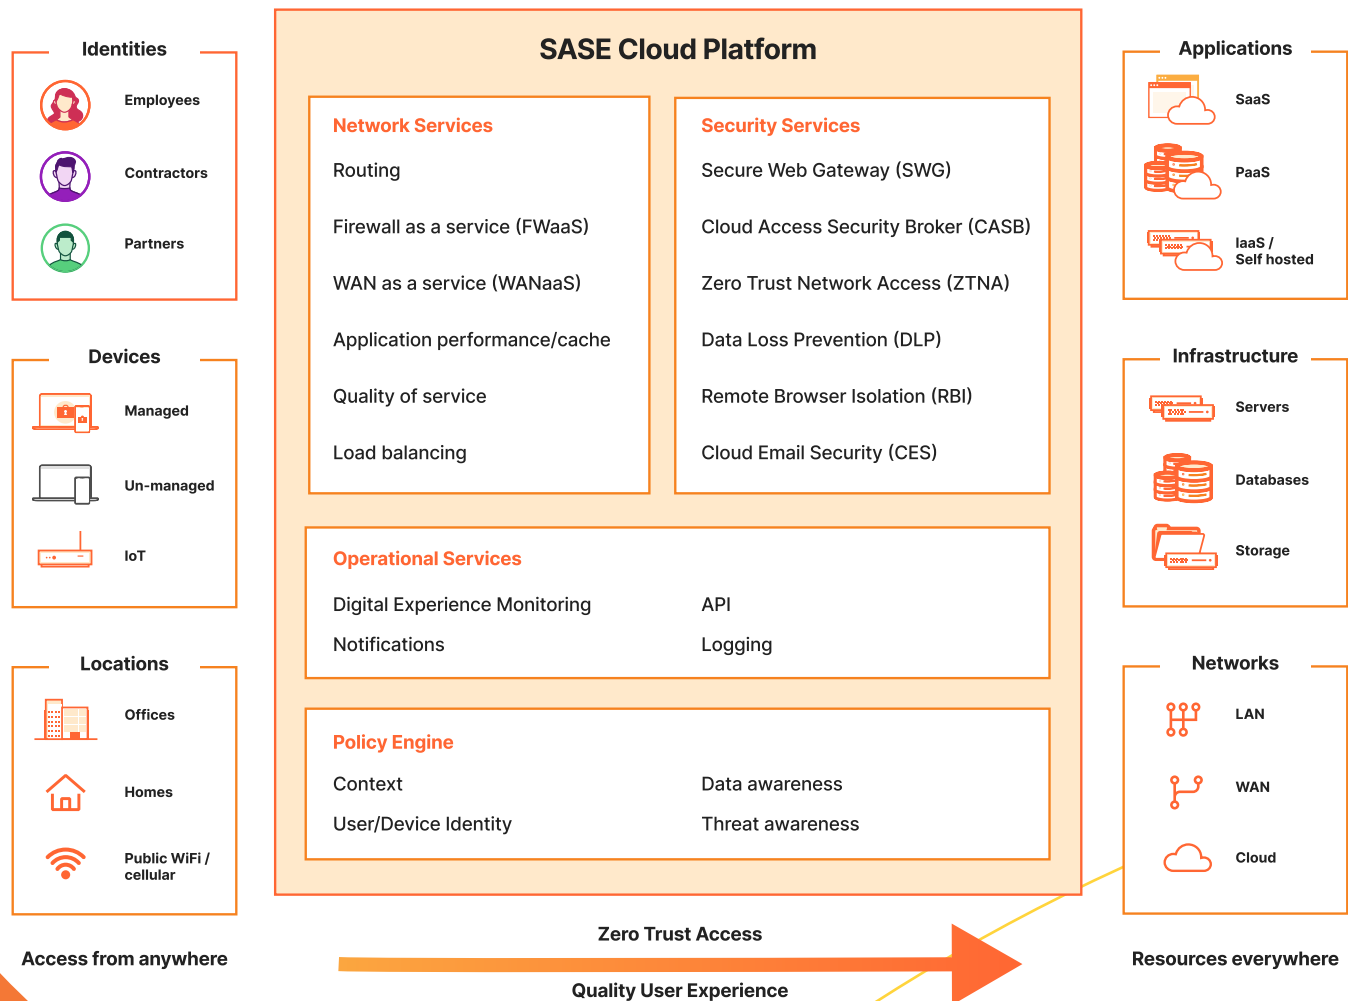 Identities
Employees
Contractors
Partners
Devices
Managed
Un-managed
IoT
Locations
Offices
Homes
Public WiFi /
cellular
Access from anywhere
SASE Cloud Platform
Network Services
Routing
Firewall as a service (FWaaS)
WAN as a service (WANaaS)
Application performance/cache
Quality of service
Load balancing
Security Services
Secure Web Gateway (SWG)
Cloud Access Security Broker (CASB)
Zero Trust Network Access (ZTNA)
Data Loss Prevention (DLP)
Remote Browser Isolation (RBI)
Cloud Email Security (CES)
Operational Services
Digital Experience Monitoring
Notifications
API
Logging
Policy Engine
Context
User/Device Identity
Data awareness
Threat awareness
Zero Trust Access
Quality User Experience
Applications
SaaS
PaaS
IaaS /
Self hosted
Infrastructure
Servers
Databases
Storage
Networks
LAN
WAN
Cloud
Resources everywhere